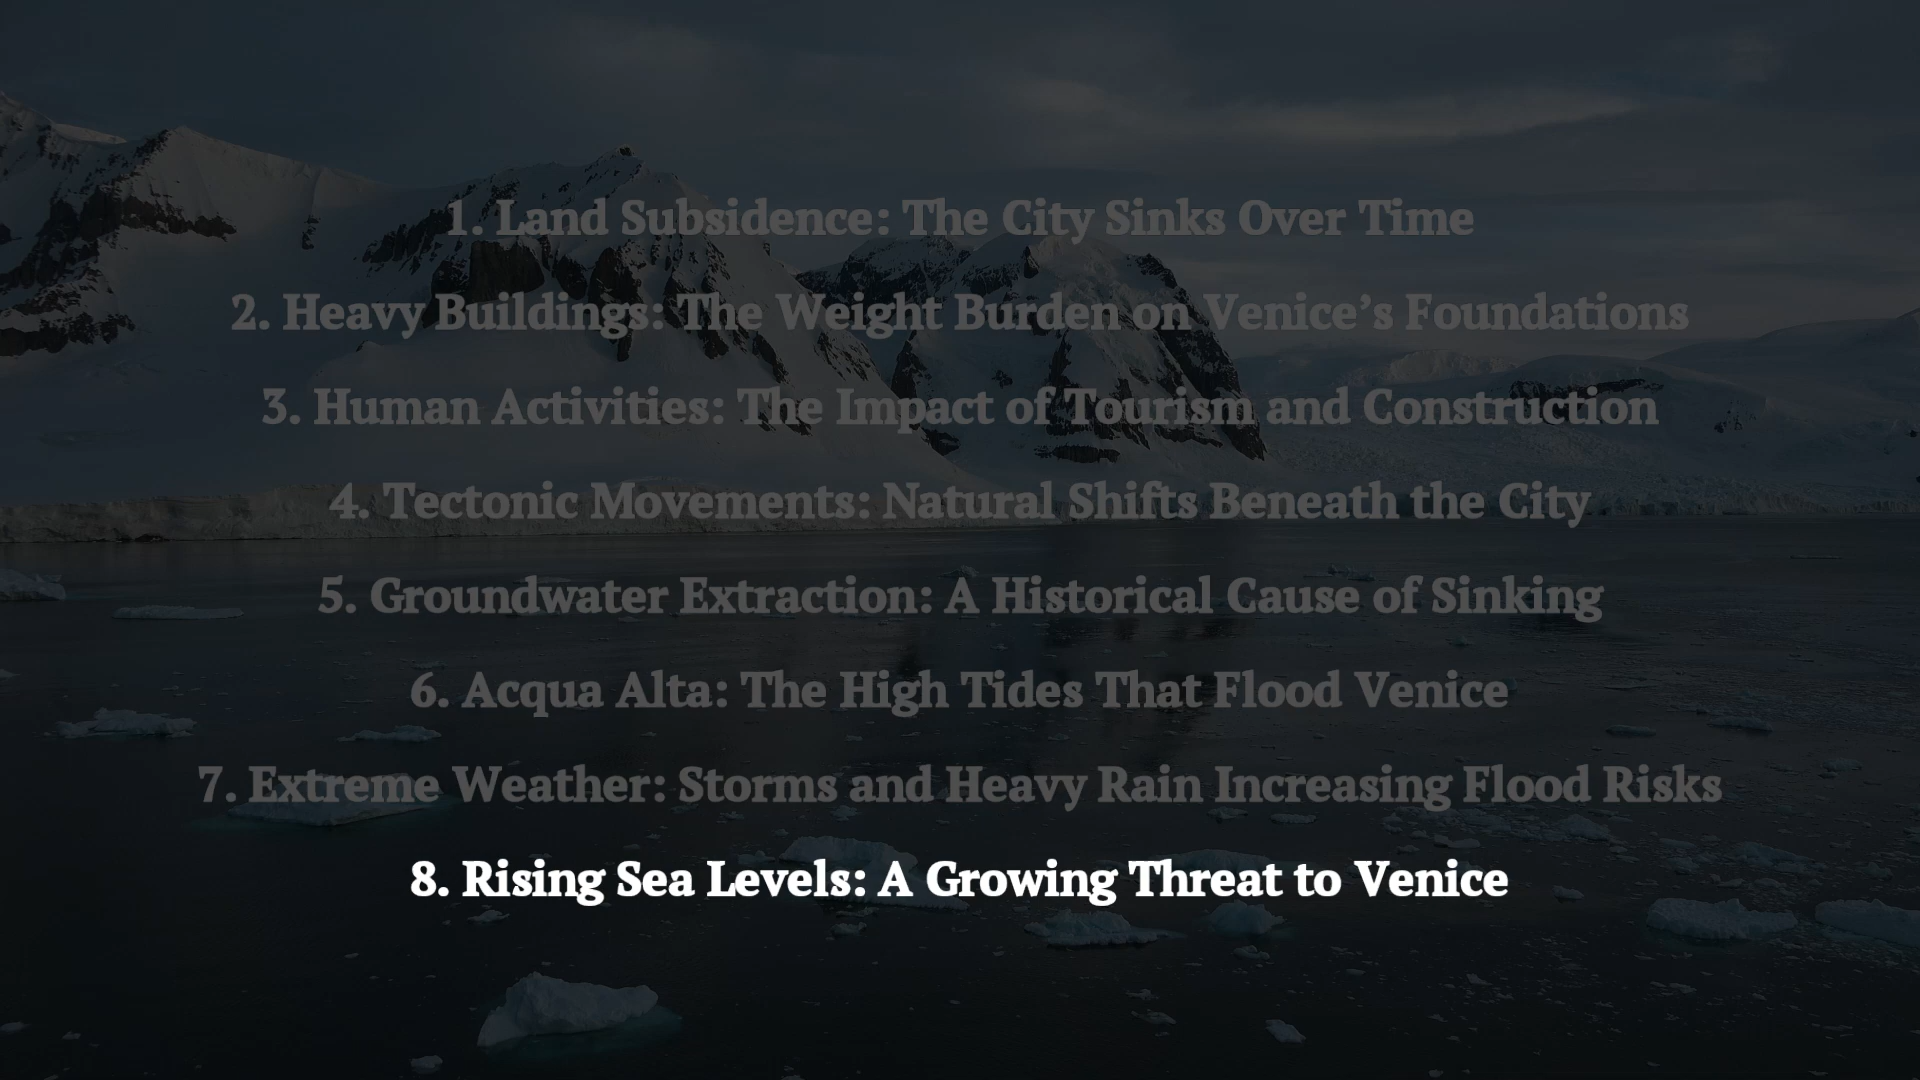 1. Land Subsidence: The City Sinks Over Time
2. Heavy Buildings: The Weight Burden on Venice’s Foundations
3. Human Activities: The Impact of Tourism and Construction
4. Tectonic Movements: Natural Shifts Beneath the City
5. Groundwater Extraction: A Historical Cause of Sinking
6. Acqua Alta: The High Tides That Flood Venice
7. Extreme Weather: Storms and Heavy Rain Increasing Flood Risks
8. Rising Sea Levels: A Growing Threat to Venice